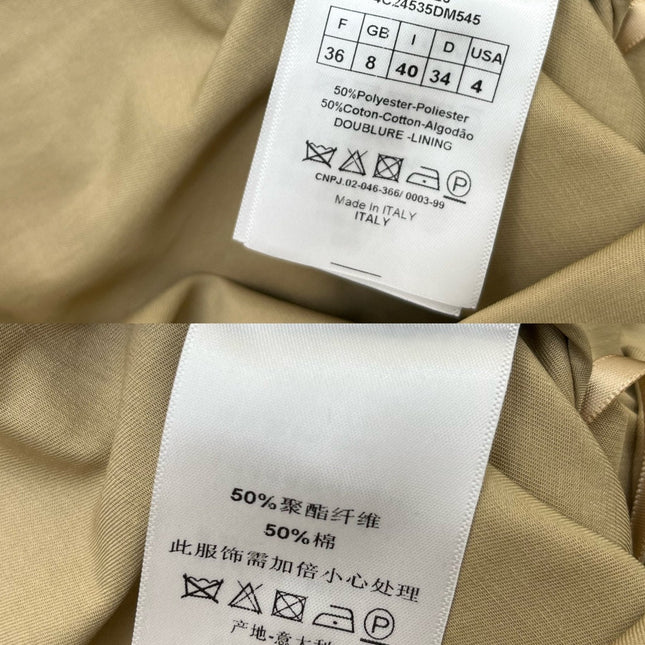 4C24535DM545
F GB I D USA
36 8 40 34 4
50%Polyester-Poliester
50%Coton-Cotton-Algodão
DOUBLURE -LINING
P
CNPJ.02-046-366/ 0003-99
Made in ITALY
ITALY
50%聚酯纤维
50%棉
此服饰需加倍小心处理
P
产地-意大利